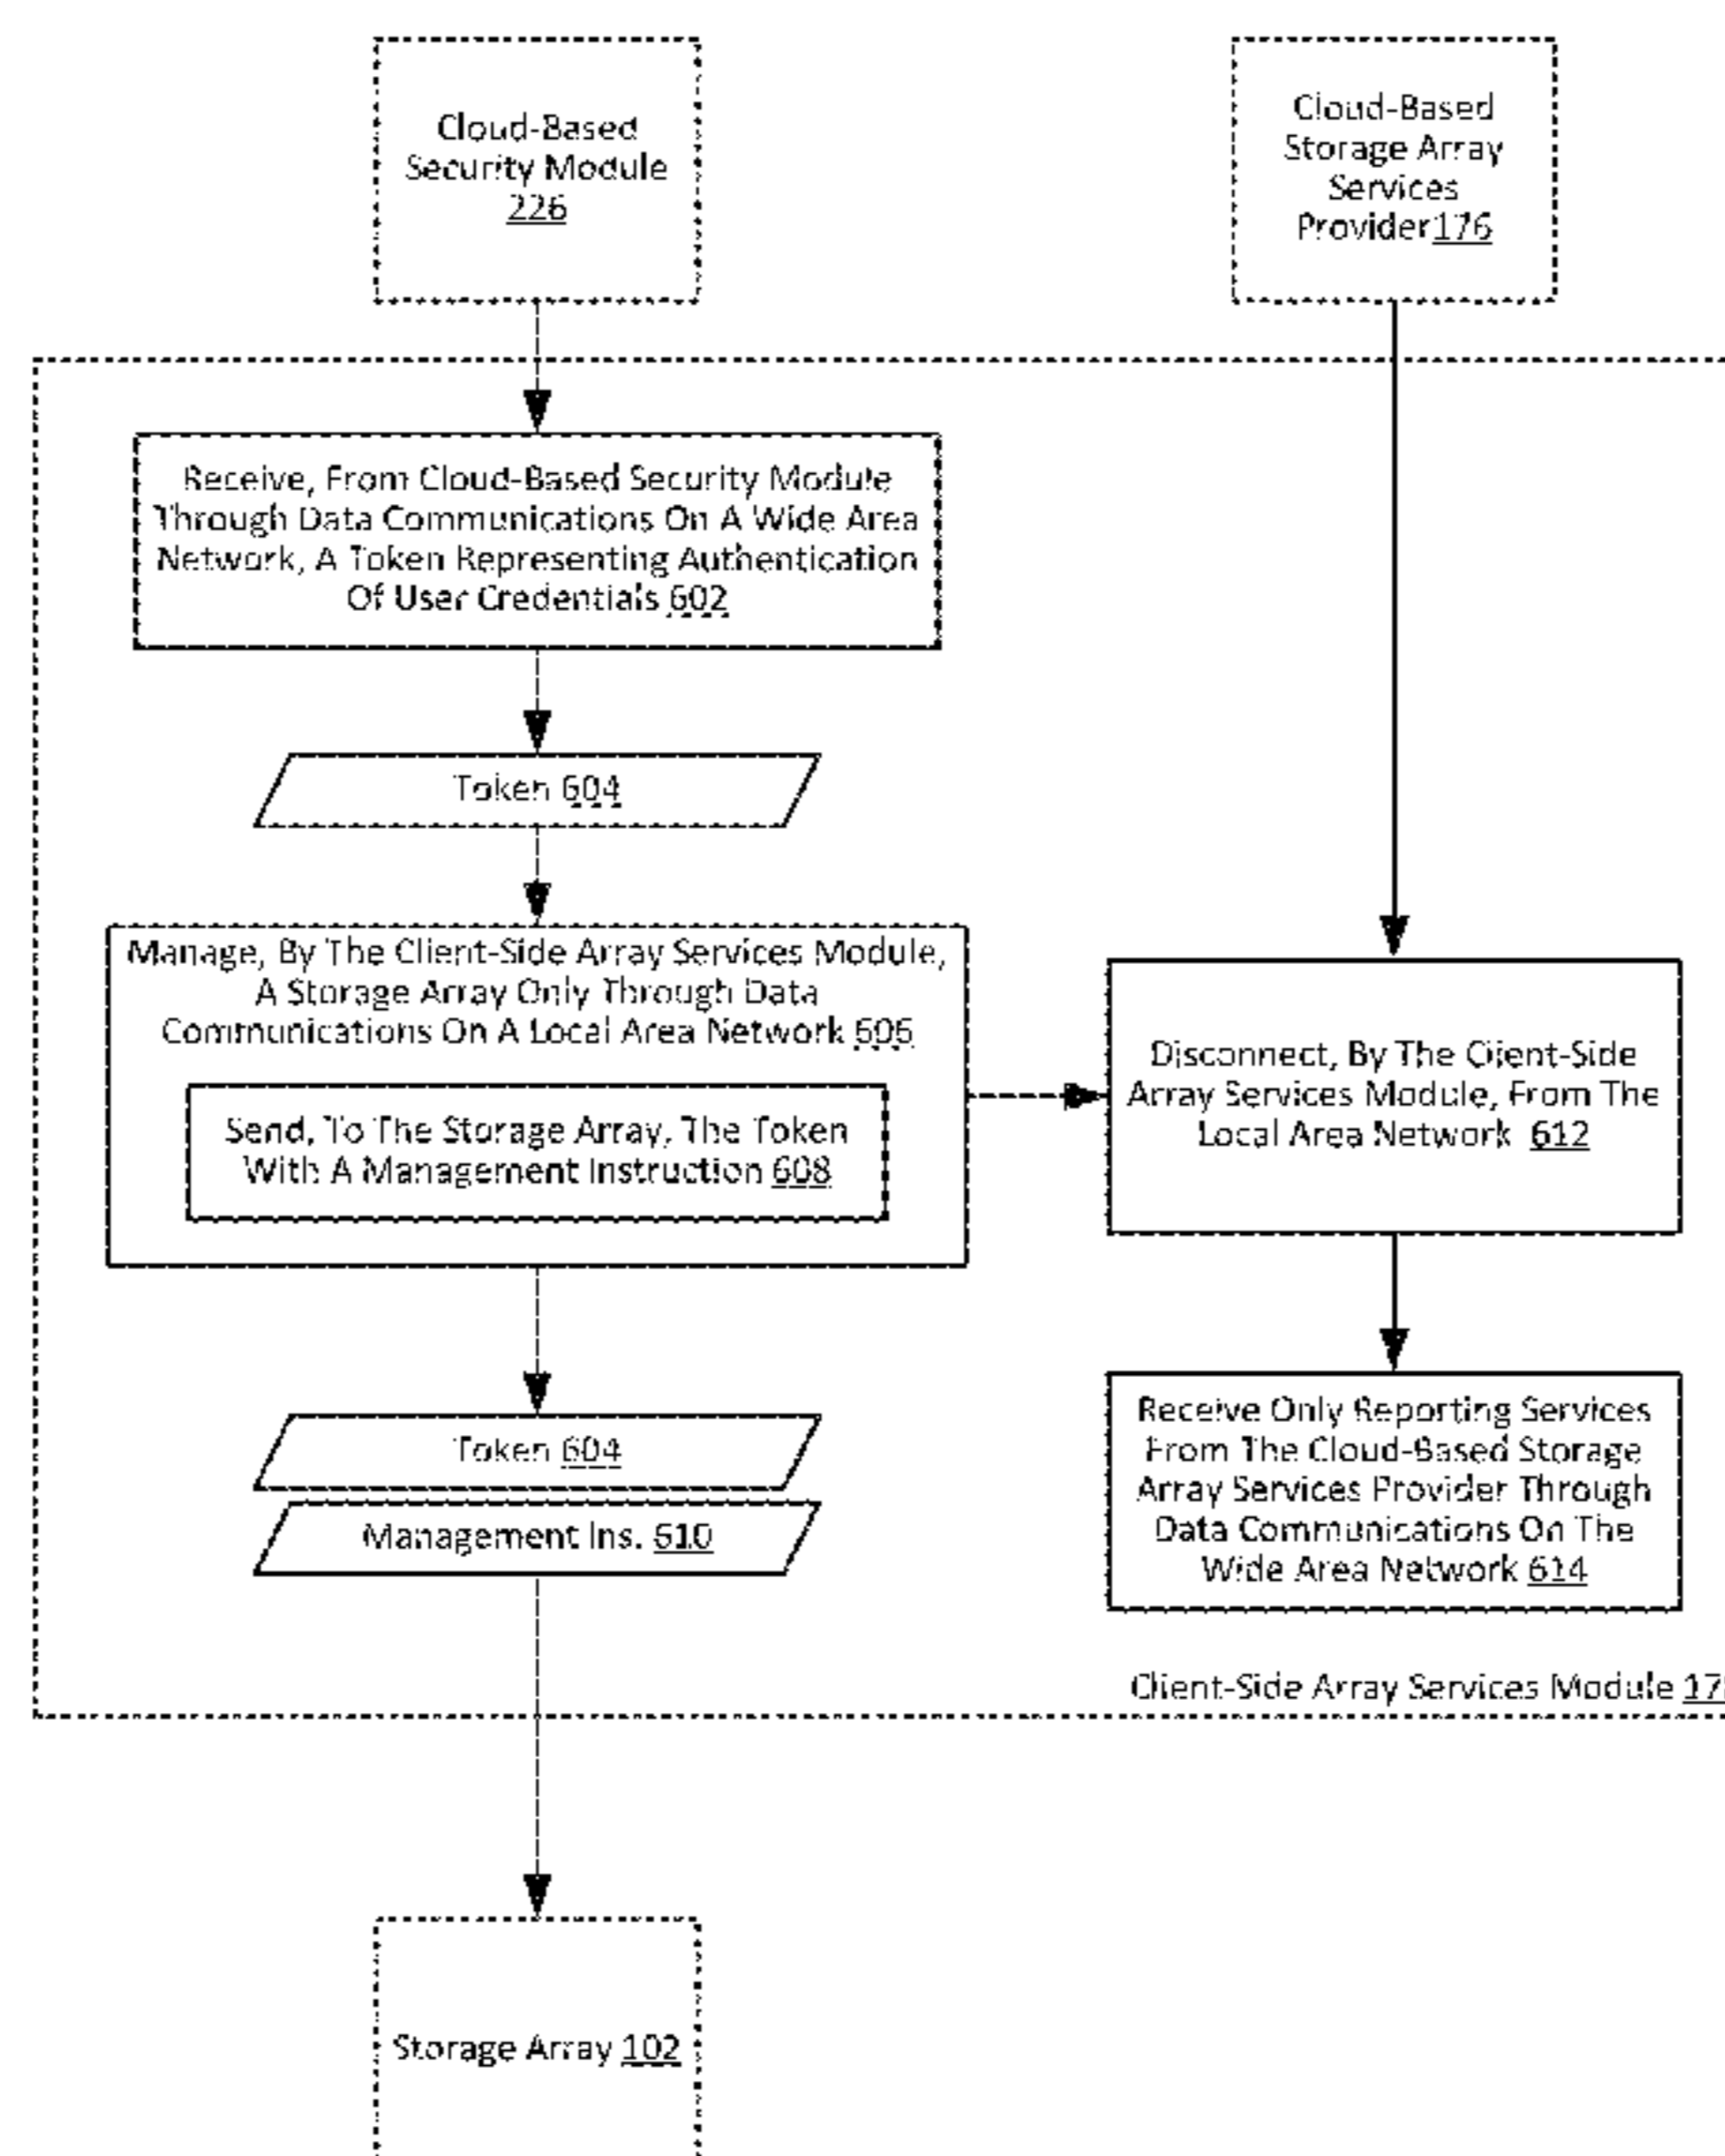 Cloud-Based
Security Module
226
Cloud-Based
Storage Array
Services
Provider176
Receive, From Cloud-Based Security Module
Through Data Communications On A Wide Area
Network, A Token Representing Authentication
Of User Credentials 602
Token 604
Manage, By The Client-Side Array Services Module,
A Storage Array Only Through Data
Communications On A Local Area Network 606
Send, To The Storage Array, The Token
With A Management Instruction 608
Disconnect, By The Client-Side
Array Services Module, From The
Local Area Network 612
Token 604
Management Ins. 610
Receive Only Reporting Services
From The Cloud-Based Storage
Array Services Provider Through
Data Communications On The
Wide Area Network 614
Client-Side Array Services Module
Storage Array 102